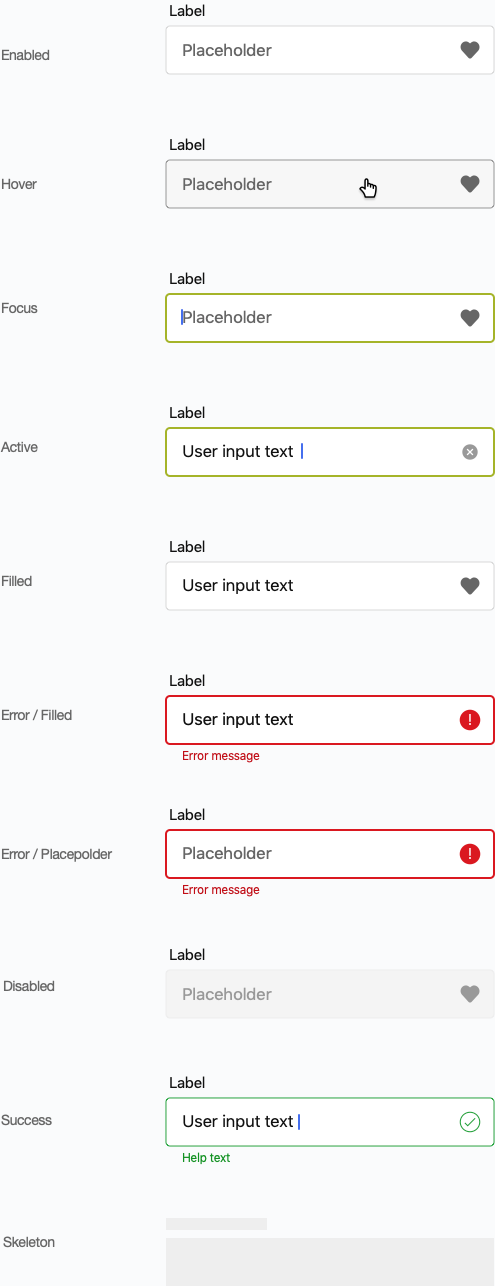 Label
Enabled
Placeholder
Label
Hover
Placeholder
Label
Focus
Placeholder
Label
Active
User input text
Label
Filled
User input text
Label
Error / Filled
User input text
!
Error message
Label
Error / Placepolder
Placeholder
!
Error message
Label
Disabled
Placeholder
Label
Success
User input text
Help text
Skeleton